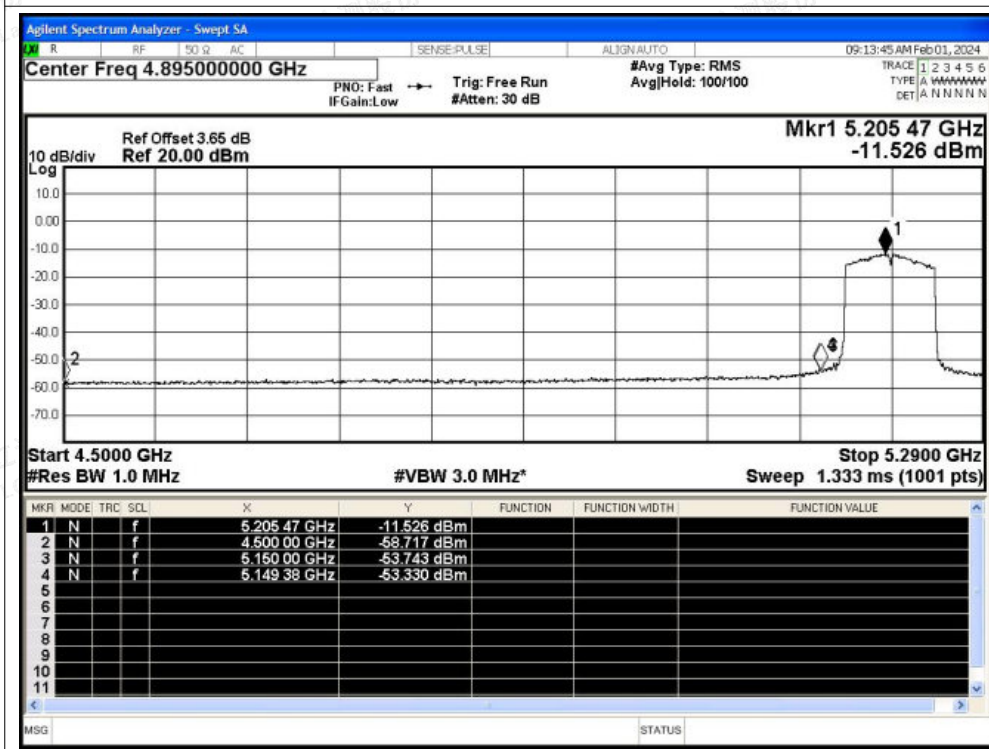 Agilent Spectrum Analyzer - Swept SA
LXI R RF 50 Ω AC SENSE:PULSE ALIGN AUTO 09:13:45 AM Feb 01, 2024
Center Freq 4.895000000 GHz #Avg Type: RMS TRACE 1 2 3 4 5 6
PNO: Fast Trig: Free Run Avg|Hold: 100/100 TYPE A WWWWW
IFGain:Low #Atten: 30 dB DET A N N N N N
Mkr1 5.205 47 GHz
Ref Offset 3.65 dB
10 dB/div Ref 20.00 dBm -11.526 dBm
Log
10.0
0.00
1
-10.0
-20.0
-30.0
-40.0
-50.0 2
-60.0
-70.0
Start 4.5000 GHz Stop 5.2900 GHz
#Res BW 1.0 MHz #VBW 3.0 MHz* Sweep 1.333 ms (1001 pts)
MKR MODE TRC SCL X Y FUNCTION FUNCTION WIDTH FUNCTION VALUE
1 N f 5.205 47 GHz -11.526 dBm
2 N f 4.500 00 GHz -58.717 dBm
3 N f 5.150 00 GHz -53.743 dBm
4 N f 5.149 38 GHz -53.330 dBm
5
6
7
8
9
10
11
MSG STATUS